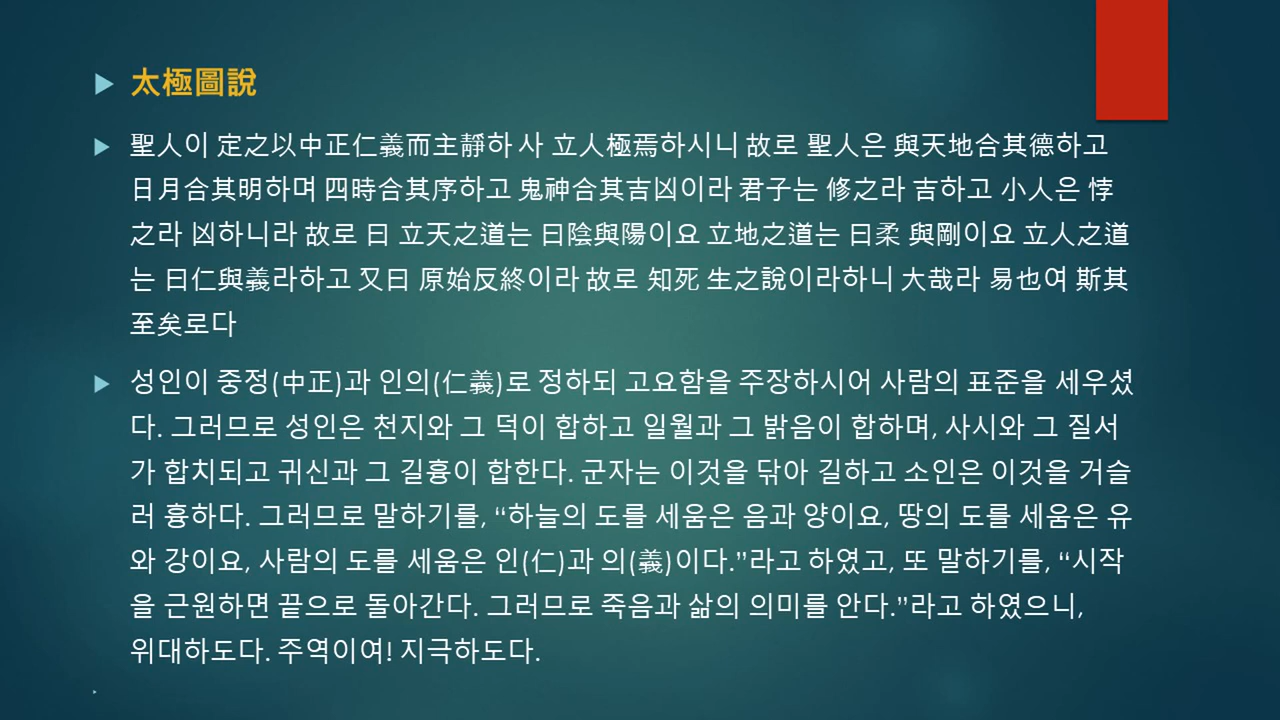 太極圖說
聖人이 定之以中正仁義而主靜하사 立人極焉하시니 故로 聖人은 與天地合其德하고
日月合其明하며 四時合其序하고 鬼神合其吉凶이라 君子는 修之라 吉하고 小人은 悖
之라 凶하니라 故로 曰 立天之道는 曰陰與陽이요 立地之道는 曰柔 與剛이요 立人之道
는 曰仁與義라하고 又曰 原始反終이라 故로 知死 生之說이라하니 大哉라 易也여 斯其
至矣로다
성인이 중정(中正)과 인의(仁義)로 정하되 고요함을 주장하시어 사람의 표준을 세우셨
다. 그러므로 성인은 천지와 그 덕이 합하고 일월과 그 밝음이 합하며, 사시와 그 질서
가 합치되고 귀신과 그 길흉이 합한다. 군자는 이것을 닦아 길하고 소인은 이것을 거슬
러 흉하다. 그러므로 말하기를, “하늘의 도를 세움은 음과 양이요, 땅의 도를 세움은 유
와 강이요, 사람의 도를 세움은 인(仁)과 의(義)이다.”라고 하였고, 또 말하기를, “시작
을 근원하면 끝으로 돌아간다. 그러므로 죽음과 삶의 의미를 안다.”라고 하였으니,
위대하도다. 주역이여! 지극하도다.